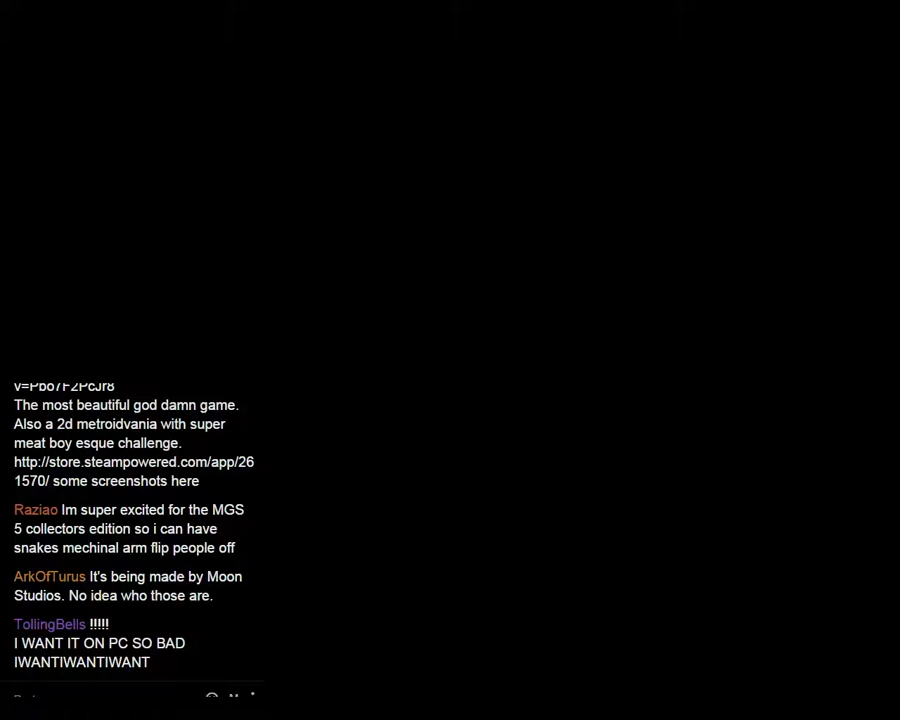 The most beautiful god damn game.
Also a 2d metroidvania with super
meat boy esque challenge.
http://store.steampowered.com/app/26
1570/ some screenshots here
Raziao Im super excited for the MGS
5 collectors edition so i can have
snakes mechinal arm flip people off
ArkOfTurus It's being made by Moon
Studios. No idea who those are.
TollingBells !!!!!
I WANT IT ON PC SO BAD
IWANTIWANTIWANT